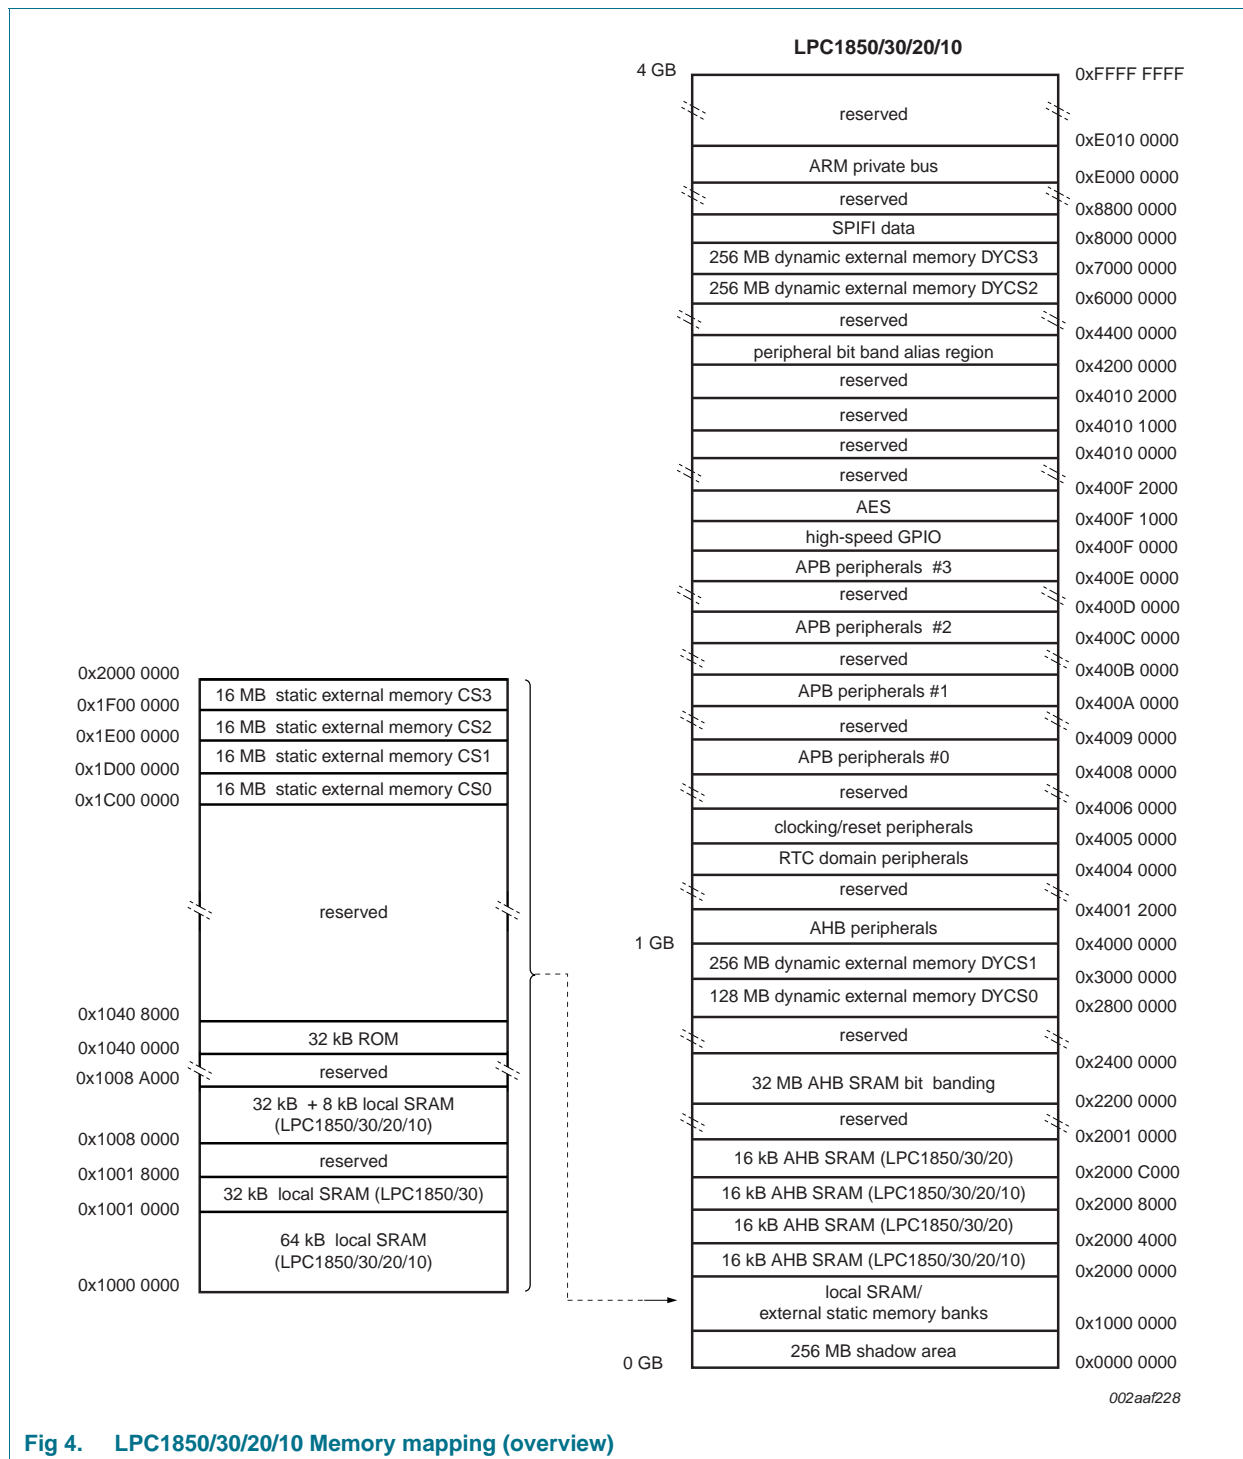 LPC1850/30/20/10
4 GB
0xFFFF FFFF
reserved
0xE010 0000
ARM private bus
0xE000 0000
reserved
0x8800 0000
SPIFI data
0x8000 0000
256 MB dynamic external memory DYCS3
0x7000 0000
256 MB dynamic external memory DYCS2
0x6000 0000
reserved
0x4400 0000
peripheral bit band alias region
0x4200 0000
reserved
0x4010 2000
reserved
0x4010 1000
reserved
0x4010 0000
reserved
0x400F 2000
AES
0x400F 1000
high-speed GPIO
0x400F 0000
APB peripherals #3
0x400E 0000
reserved
0x400D 0000
APB peripherals #2
0x400C 0000
reserved
0x400B 0000
APB peripherals #1
0x400A 0000
reserved
0x4009 0000
APB peripherals #0
0x4008 0000
reserved
0x4006 0000
clocking/reset peripherals
0x4005 0000
RTC domain peripherals
0x4004 0000
reserved
0x4001 2000
AHB peripherals
1 GB
0x4000 0000
256 MB dynamic external memory DYCS1
0x3000 0000
128 MB dynamic external memory DYCS0
0x2800 0000
reserved
0x2400 0000
32 MB AHB SRAM bit banding
0x2200 0000
reserved
0x2001 0000
16 kB AHB SRAM (LPC1850/30/20)
0x2000 C000
16 kB AHB SRAM (LPC1850/30/20/10)
0x2000 8000
16 kB AHB SRAM (LPC1850/30/20)
0x2000 4000
16 kB AHB SRAM (LPC1850/30/20/10)
0x2000 0000
local SRAM/
external static memory banks
0x1000 0000
256 MB shadow area
0 GB
0x0000 0000
0x2000 0000
16 MB static external memory CS3
0x1F00 0000
16 MB static external memory CS2
0x1E00 0000
16 MB static external memory CS1
0x1D00 0000
16 MB static external memory CS0
0x1C00 0000
reserved
0x1040 8000
32 kB ROM
0x1040 0000
reserved
0x1008 A000
32 kB + 8 kB local SRAM
(LPC1850/30/20/10)
0x1008 0000
reserved
0x1001 8000
32 kB local SRAM (LPC1850/30)
0x1001 0000
64 kB local SRAM
(LPC1850/30/20/10)
0x1000 0000
002aaf228
Fig 4. LPC1850/30/20/10 Memory mapping (overview)